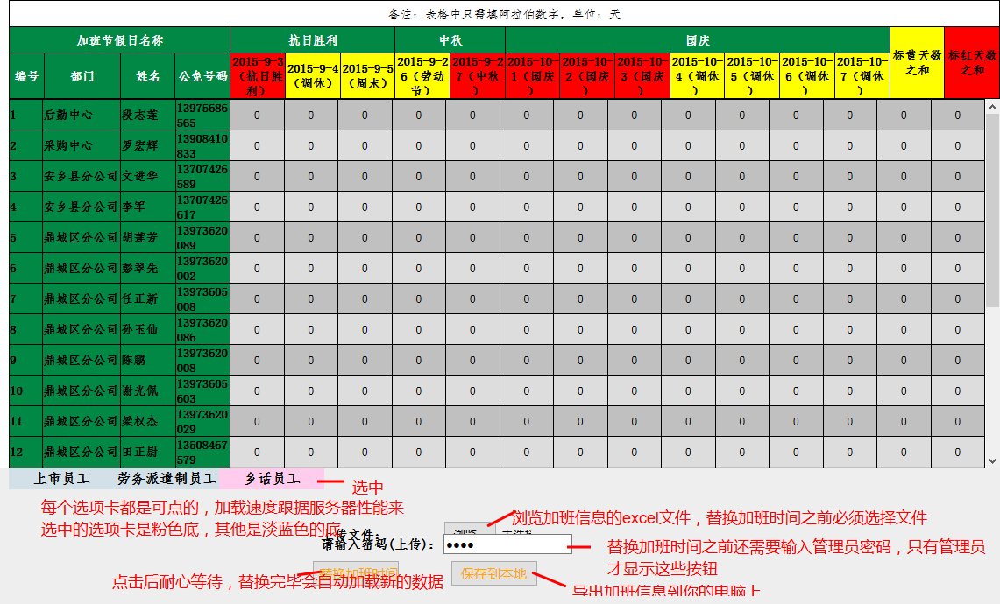 备注：表格中只需填阿拉伯数字，单位：天
加班节假日名称 抗日胜利 中秋 国庆 标黄天数之和 标红天数之和
编号 部门 姓名 公免号码 2015-9-3（抗日胜利） 2015-9-4（调休） 2015-9-5（周末） 2015-9-26（劳动节） 2015-9-27（中秋） 2015-10-1（国庆） 2015-10-2（国庆） 2015-10-3（国庆） 2015-10-4（调休） 2015-10-5（调休） 2015-10-6（调休） 2015-10-7（调休）
1 后勤中心 段志莲 13975686565 0 0 0 0 0 0 0 0 0 0 0 0 0 0
2 采购中心 罗宏辉 13908410833 0 0 0 0 0 0 0 0 0 0 0 0 0 0
3 安乡县分公司 文进华 13707426589 0 0 0 0 0 0 0 0 0 0 0 0 0 0
4 安乡县分公司 李军 13707426617 0 0 0 0 0 0 0 0 0 0 0 0 0 0
5 鼎城区分公司 胡莲芳 13973620089 0 0 0 0 0 0 0 0 0 0 0 0 0 0
6 鼎城区分公司 彭翠先 13973620002 0 0 0 0 0 0 0 0 0 0 0 0 0 0
7 鼎城区分公司 任正新 13973605008 0 0 0 0 0 0 0 0 0 0 0 0 0 0
8 鼎城区分公司 孙玉仙 13973620086 0 0 0 0 0 0 0 0 0 0 0 0 0 0
9 鼎城区分公司 陈鹏 13973620008 0 0 0 0 0 0 0 0 0 0 0 0 0 0
10 鼎城区分公司 谢光佩 13973605603 0 0 0 0 0 0 0 0 0 0 0 0 0 0
11 鼎城区分公司 梁权杰 13973620029 0 0 0 0 0 0 0 0 0 0 0 0 0 0
12 鼎城区分公司 田正尉 13508467579 0 0 0 0 0 0 0 0 0 0 0 0 0 0
上市员工 劳务派遣制员工 乡话员工 选中
每个选项卡都是可点的，加载速度跟据服务器性能来
选中的选项卡是粉色底，其他是淡蓝色的底
上传文件： 浏览 未选择
浏览加班信息的excel文件，替换加班时间之前必须选择文件
请输入密码(上传)： ●●●●
替换加班时间之前还需要输入管理员密码，只有管理员
才显示这些按钮
替换加班时间 保存到本地
点击后耐心等待，替换完毕会自动加载新的数据
导出加班信息到你的电脑上